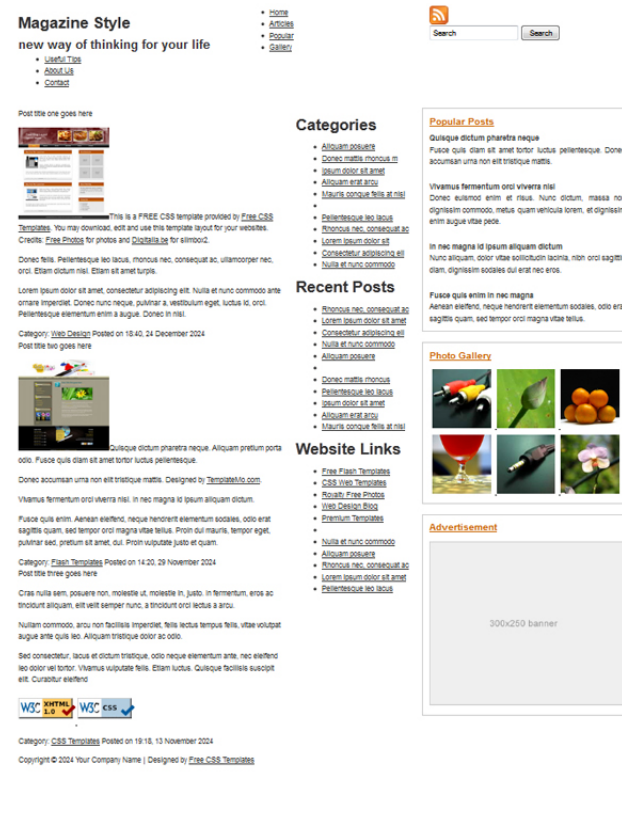 Magazine Style
new way of thinking for your life
Useful Tips
About Us
Contact
Home
Articles
Popular
Gallery
Search
Search
Post title one goes here
This is a FREE CSS template provided by Free CSS
Templates. You may download, edit and use this template layout for your websites.
Credits: Free Photos for photos and Digitalia.be for slimbox2.
Donec felis. Pellentesque leo lacus, rhoncus nec, consequat ac, ullamcorper nec,
orci. Etiam dictum nisl. Etiam sit amet turpis.
Lorem ipsum dolor sit amet, consectetur adipiscing elit. Nulla et nunc commodo ante
ornare imperdiet. Donec nunc neque, pulvinar a, vestibulum eget, luctus id, orci.
Pellentesque elementum enim a augue. Donec in nisl.
Category: Web Design Posted on 18:40, 24 December 2024
Post title two goes here
Quisque dictum pharetra neque. Aliquam pretium porta
odio. Fusce quis diam sit amet tortor luctus pellentesque.
Donec accumsan urna non elit tristique mattis. Designed by TemplateMo.com.
Vivamus fermentum orci viverra nisl. In nec magna id ipsum aliquam dictum.
Fusce quis enim. Aenean eleifend, neque hendrerit elementum sodales, odio erat
sagittis quam, sed tempor orci magna vitae tellus. Proin dui mauris, tempor eget,
pulvinar sed, pretium sit amet, dui. Proin vulputate justo et quam.
Category: Flash Templates Posted on 14:20, 29 November 2024
Post title three goes here
Cras nulla sem, posuere non, molestie ut, molestie in, justo. In fermentum, eros ac
tincidunt aliquam, elit velit semper nunc, a tincidunt orci lectus a arcu.
Nullam commodo, arcu non facilisis imperdiet, felis lectus tempus felis, vitae volutpat
augue ante quis leo. Aliquam tristique dolor ac odio.
Sed consectetur, lacus et dictum tristique, odio neque elementum ante, nec eleifend
leo dolor vel tortor. Vivamus vulputate felis. Etiam luctus. Quisque facilisis suscipit
elit. Curabitur eleifend
W3C XHTML 1.0
W3C CSS
Category: CSS Templates Posted on 19:18, 13 November 2024
Copyright © 2024 Your Company Name | Designed by Free CSS Templates
Categories
Aliquam posuere
Donec mattis rhoncus m
Ipsum dolor sit amet
Aliquam erat arcu
Mauris conque felis at nisl
Pellentesque leo lacus
Rhoncus nec, consequat ac
Lorem ipsum dolor sit
Consectetur adipiscing eli
Nulla et nunc commodo
Recent Posts
Rhoncus nec, consequat ac
Lorem ipsum dolor sit amet
Consectetur adipiscing eli
Nulla et nunc commodo
Aliquam posuere
Donec mattis rhoncus
Pellentesque leo lacus
Ipsum dolor sit amet
Aliquam erat arcu
Mauris conque felis at nisl
Website Links
Free Flash Templates
CSS Web Templates
Royalty Free Photos
Web Design Blog
Premium Templates
Nulla et nunc commodo
Aliquam posuere
Rhoncus nec, consequat ac
Lorem ipsum dolor sit amet
Pellentesque leo lacus
Popular Posts
Quisque dictum pharetra neque
Fusce quis diam sit amet tortor luctus pellentesque. Done
accumsan urna non elit tristique mattis.
Vivamus fermentum orci viverra nisl
Donec euismod enim et risus. Nunc dictum, massa no
dignissim commodo, metus quam vehicula lorem, et dignissim
enim augue vitae pede.
In nec magna id ipsum aliquam dictum
Nunc aliquam, dolor vitae sollicitudin lacinia, nibh orci sagitti
diam, dignissim sodales dui erat nec eros.
Fusce quis enim in nec magna
Aenean eleifend, neque hendrerit elementum sodales, odio era
sagittis quam, sed tempor orci magna vitae tellus.
Photo Gallery
Advertisement
300x250 banner